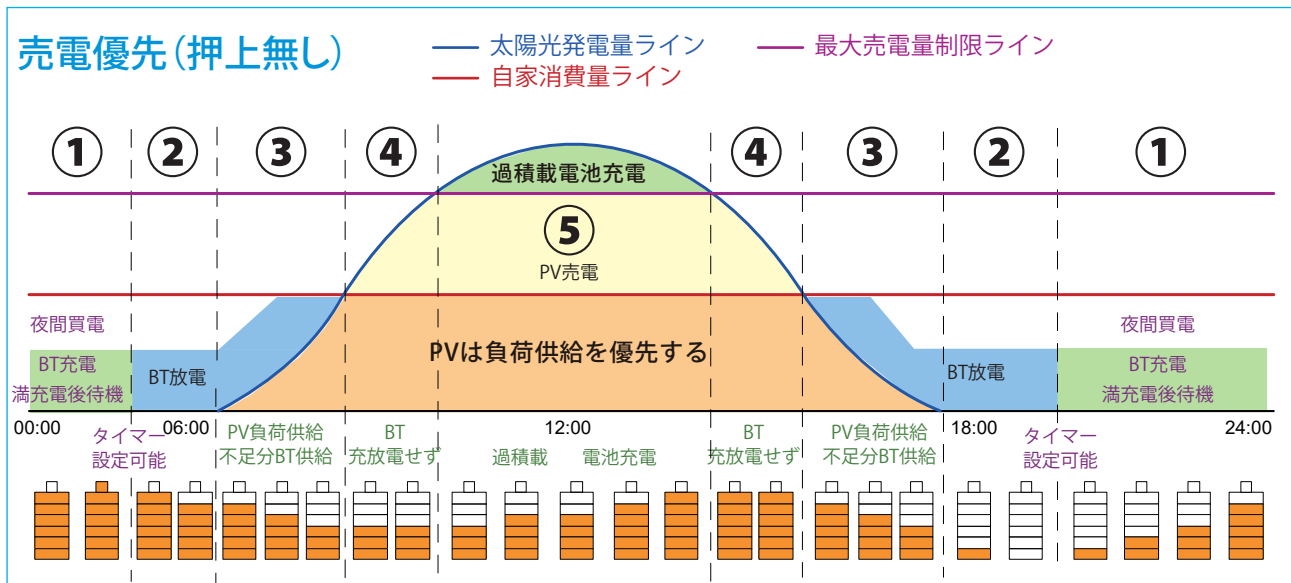 売電優先（押上無し）
太陽光発電量ライン
最大売電量制限ライン
自家消費量ライン
① ② ③ ④ ④ ③ ② ①
過積載電池充電
⑤
PV売電
夜間買電
夜間買電
PVは負荷供給を優先する
BT充電
満充電後待機
BT放電
BT放電
BT充電
満充電後待機
00:00 06:00 12:00 18:00 24:00
タイマー
設定可能
PV負荷供給
不足分BT供給
BT
充放電せず
過積載 電池充電
BT
充放電せず
PV負荷供給
不足分BT供給
タイマー
設定可能